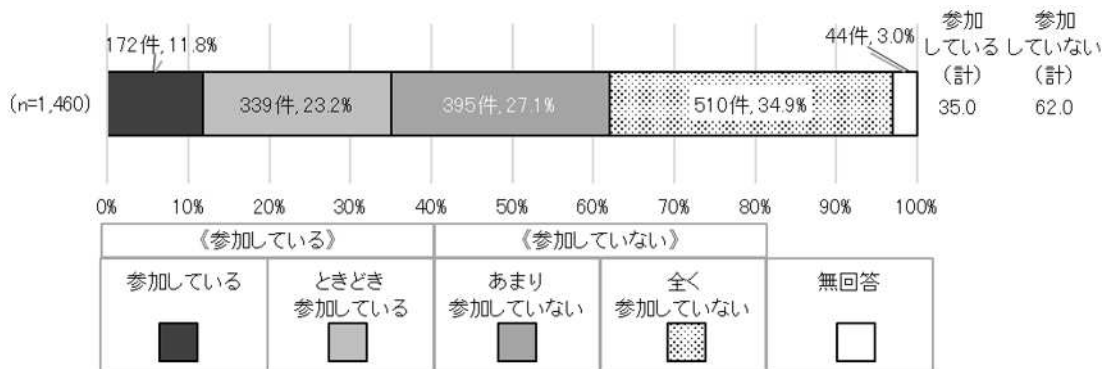 172件, 11.8%
44件, 3.0%
参加
している
(計)
参加
していない
(計)
(n=1,460)
339件, 23.2%
395件, 27.1%
510件, 34.9%
35.0
62.0
0% 10% 20% 30% 40% 50% 60% 70% 80% 90% 100%
《参加している》
《参加していない》
参加している
ときどき
参加している
あまり
参加していない
全く
参加していない
無回答